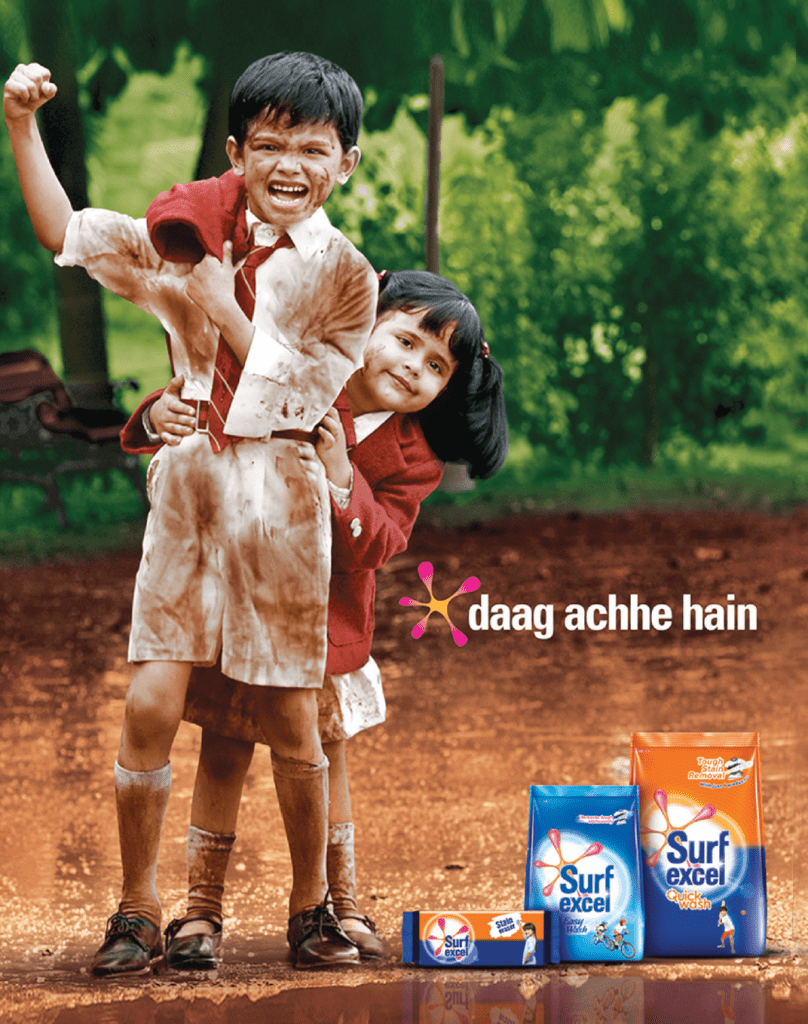 daag achhe hain
Tough
Stain
Removal
Surf
excel
Quick
wash
Surf
excel
Easy
Wash
Surf
excel
Stain
eraser